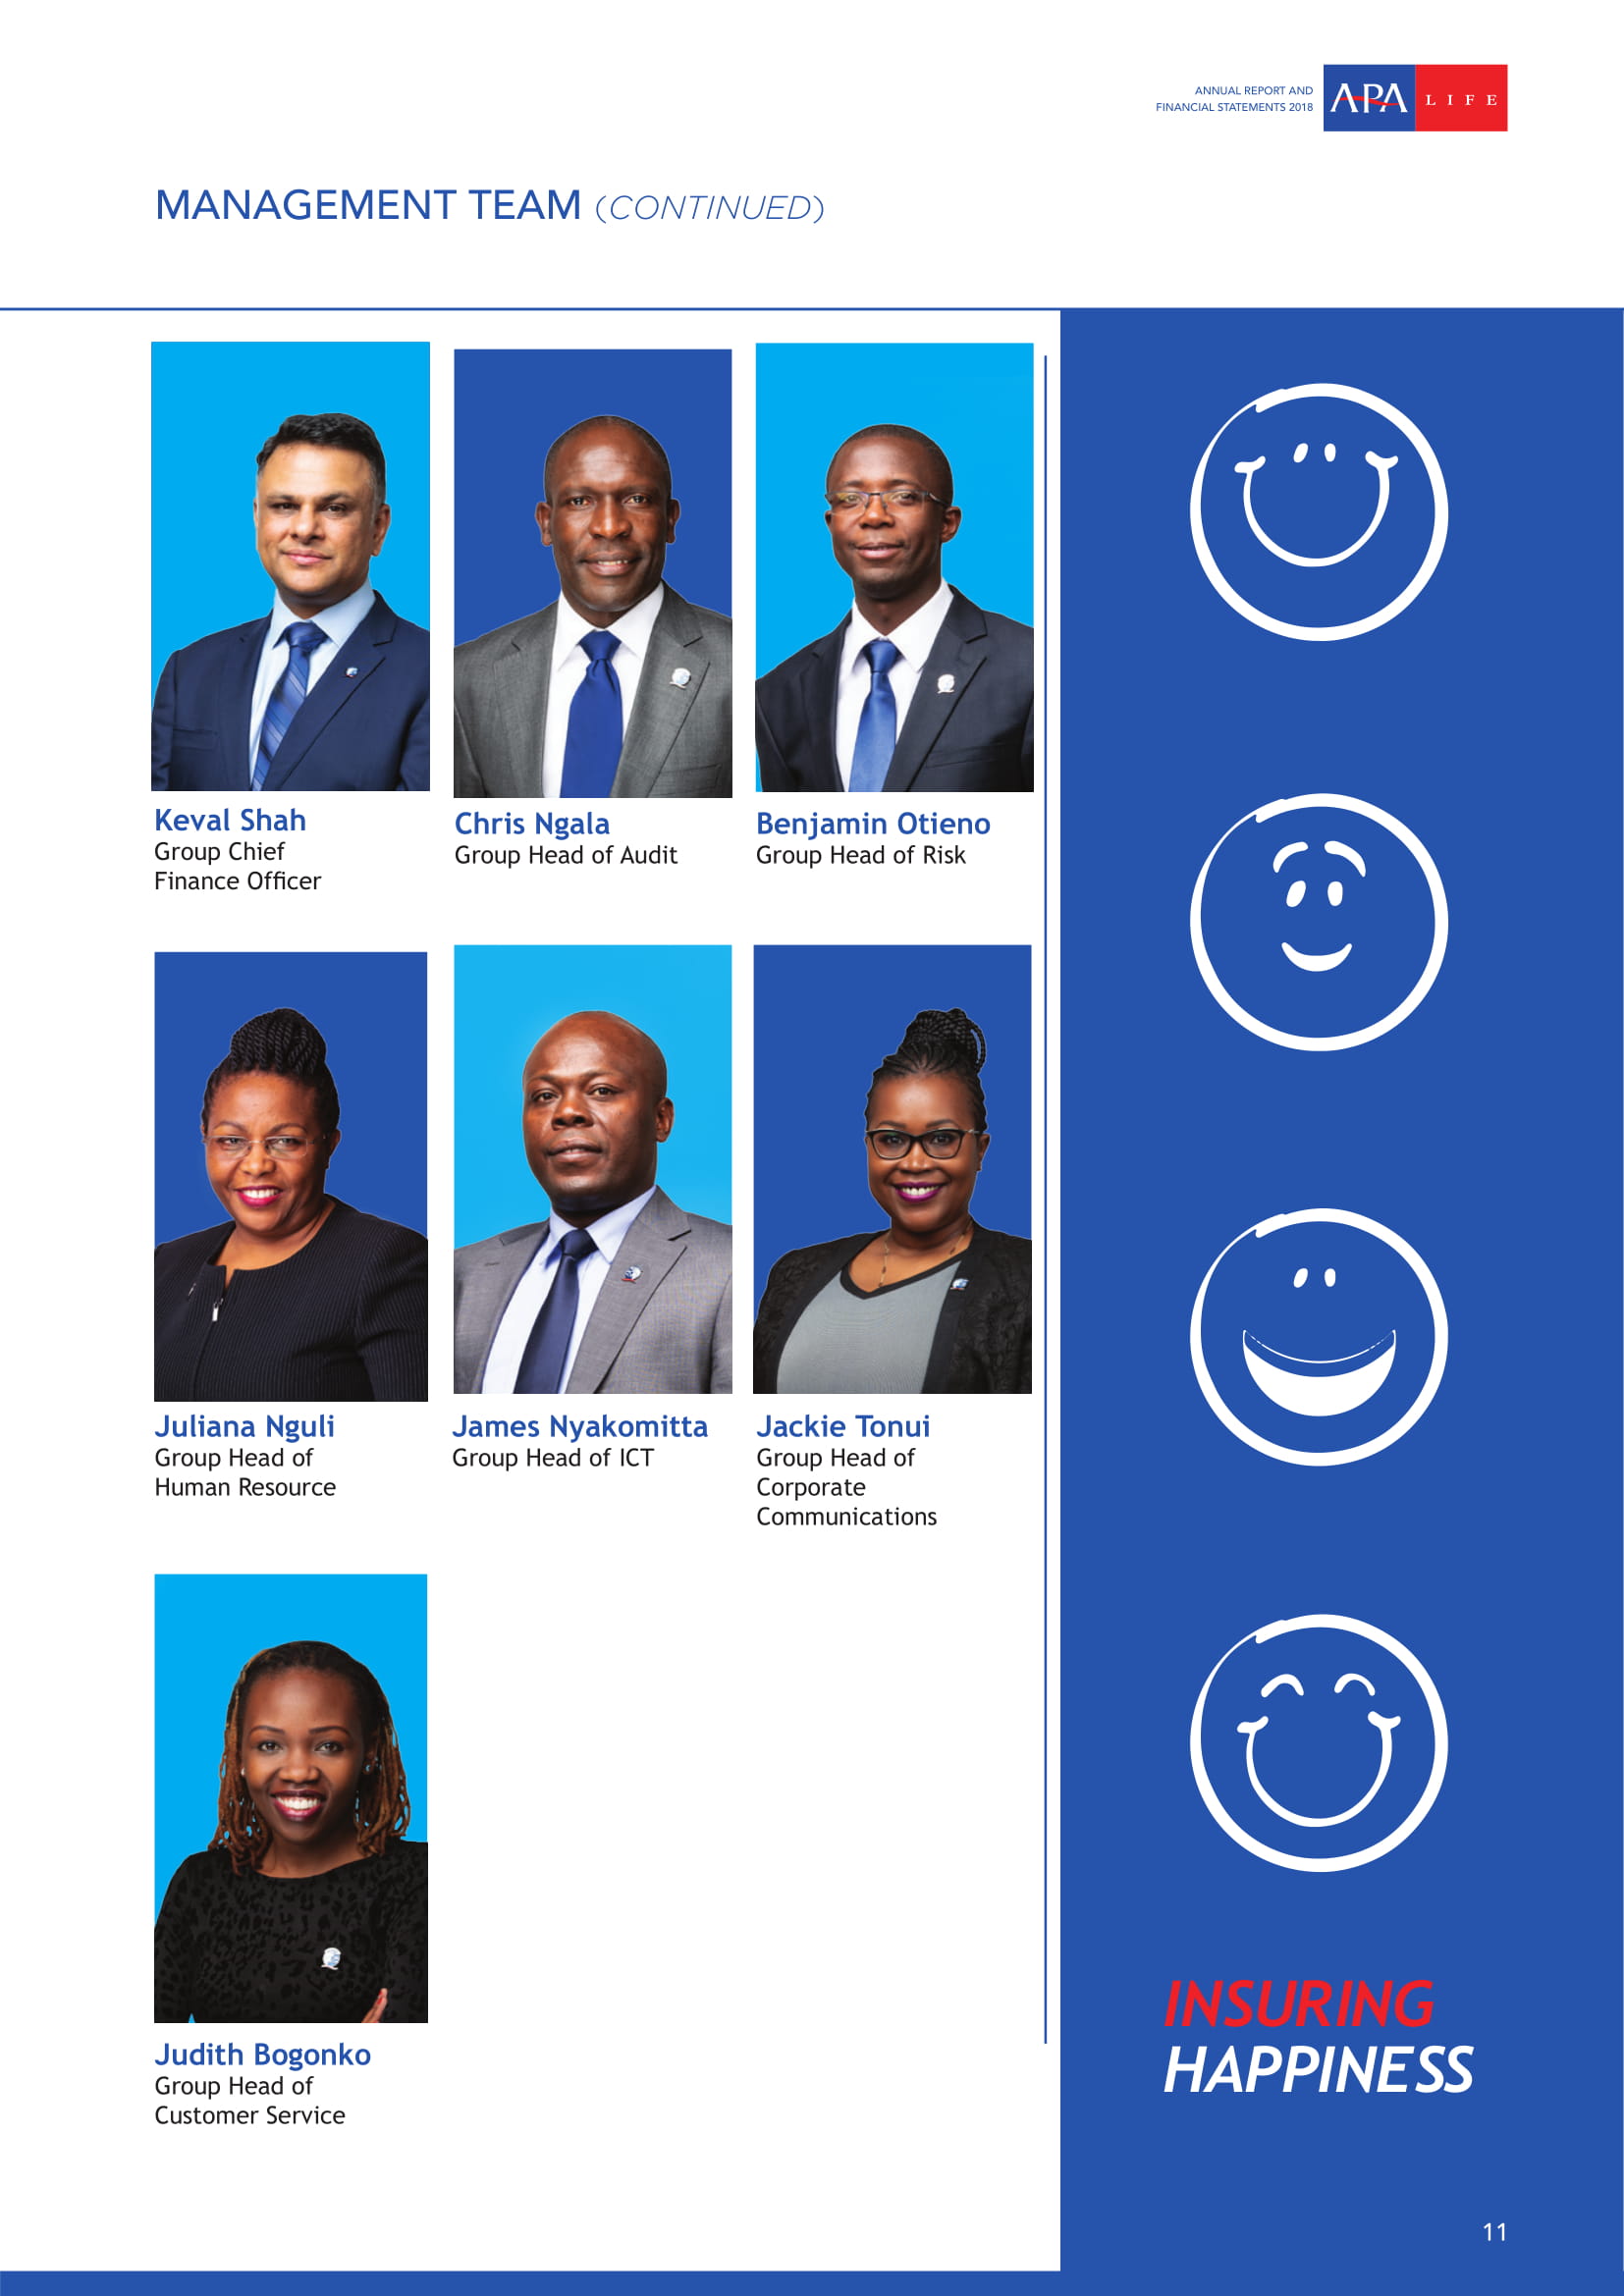 ANNUAL REPORT AND
FINANCIAL STATEMENTS 2018
APA LIFE
MANAGEMENT TEAM (CONTINUED)
Keval Shah
Group Chief
Finance Officer
Chris Ngala
Group Head of Audit
Benjamin Otieno
Group Head of Risk
Juliana Nguli
Group Head of
Human Resource
James Nyakomitta
Group Head of ICT
Jackie Tonui
Group Head of
Corporate
Communications
Judith Bogonko
Group Head of
Customer Service
INSURING
HAPPINESS
11